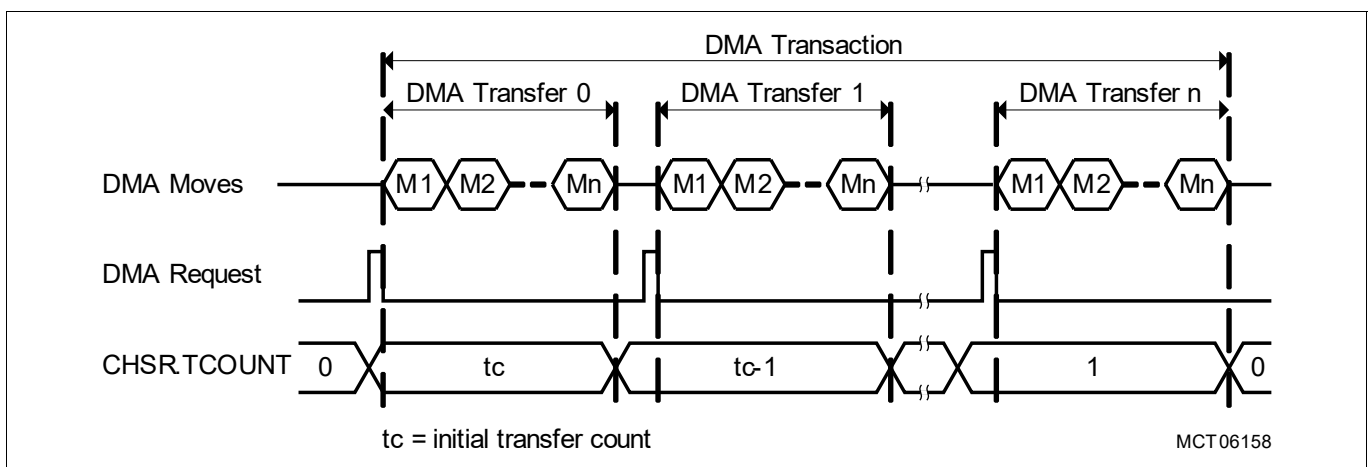 DMA Transaction
DMA Transfer 0 DMA Transfer 1 DMA Transfer n
DMA Moves M1 M2 Mn M1 M2 Mn M1 M2 Mn
DMA Request
CHSR.TCOUNT 0 tc tc-1 1 0
tc = initial transfer count MCT06158